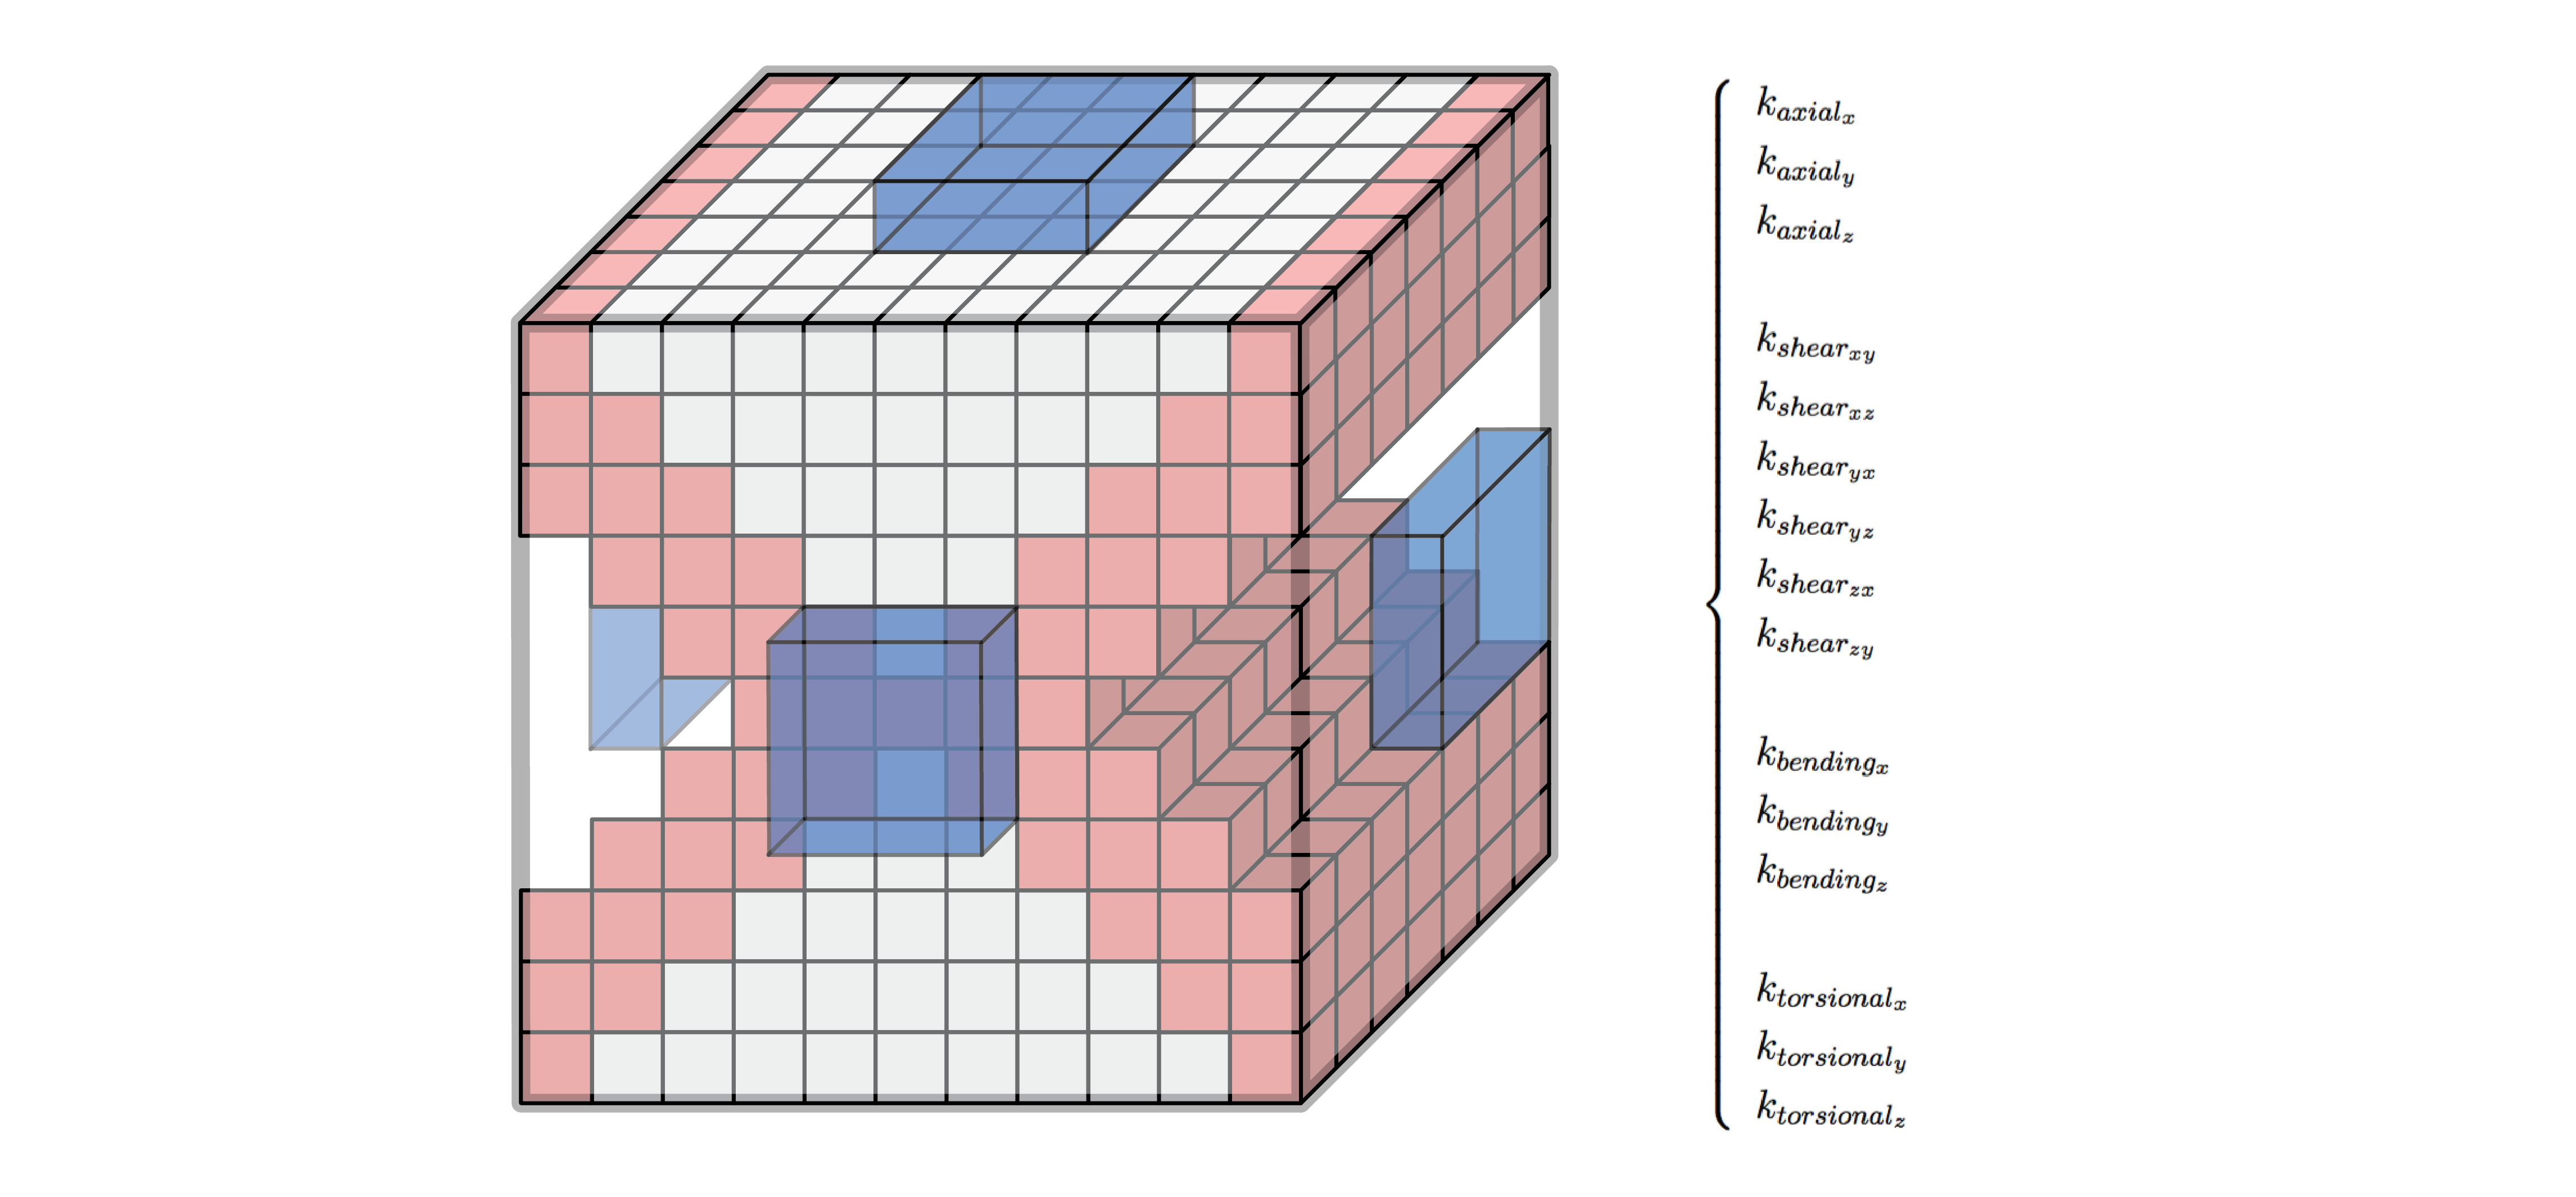 k_{axial_x}
k_{axial_y}
k_{axial_z}
k_{shear_{xy}}
k_{shear_{xz}}
k_{shear_{yx}}
k_{shear_{yz}}
k_{shear_{zx}}
k_{shear_{zy}}
k_{bending_x}
k_{bending_y}
k_{bending_z}
k_{torsional_x}
k_{torsional_y}
k_{torsional_z}